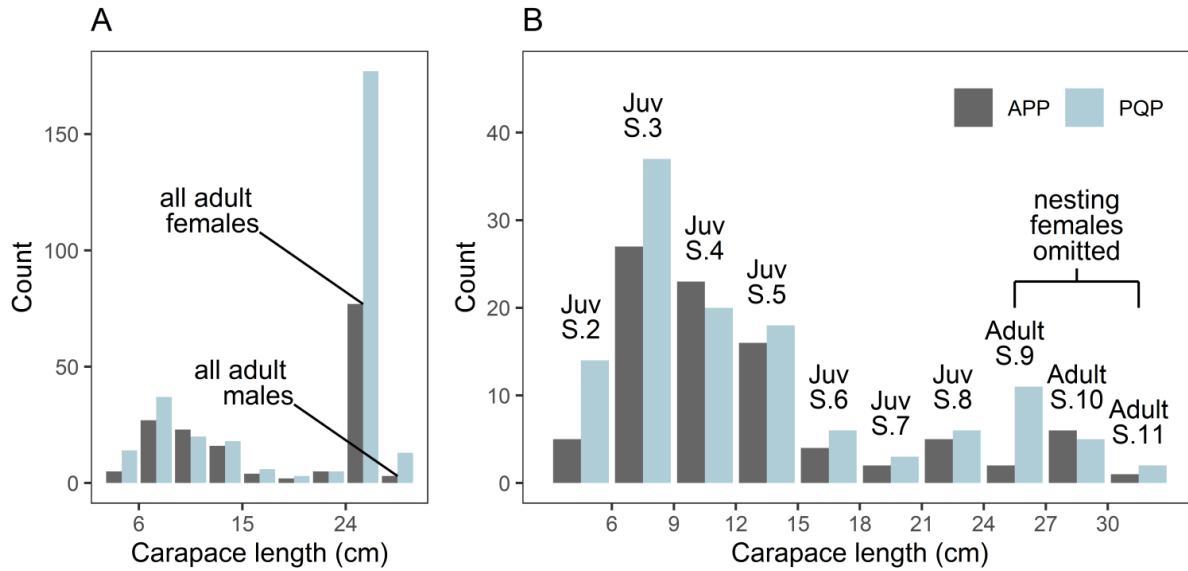 A
Count
150
100
50
0
all adult
females
all adult
males
6 15 24
Carapace length (cm)
B
Count
40
30
20
10
0
Juv
S.2
Juv
S.3
Juv
S.4
Juv
S.5
Juv
S.6
Juv
S.7
Juv
S.8
Adult
S.9
Adult
S.10
Adult
S.11
APP PQP
nesting
females
omitted
6 9 12 15 18 21 24 27 30
Carapace length (cm)